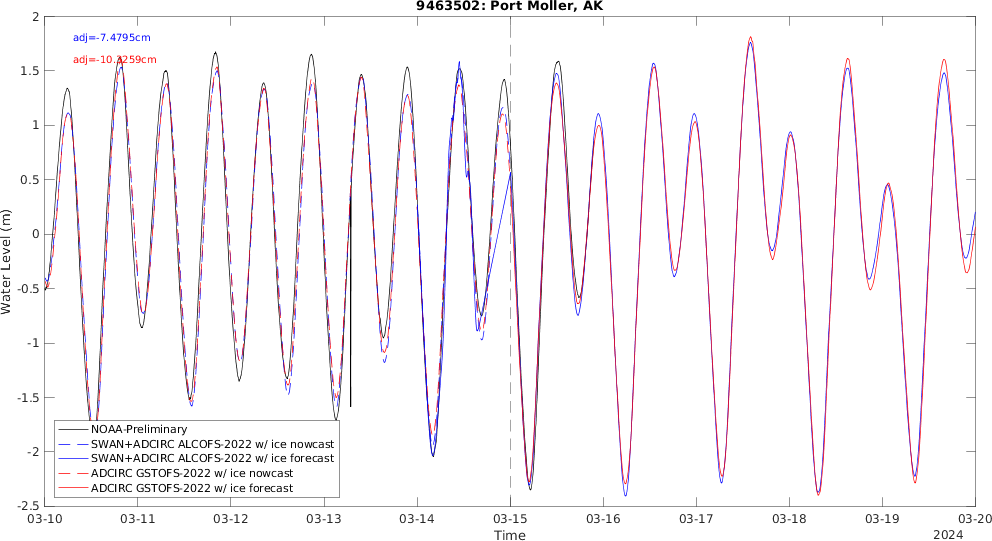 9463502: Port Moller, AK
adj=-7.4795cm
Water Level (m)
2
1.5
1
0.5
0
-0.5
-1
-1.5
-2
-2.5
NOAA-Preliminary
SWAN+ADCIRC ALCOFS-2022 w/ ice nowcast
SWAN+ADCIRC ALCOFS-2022 w/ ice forecast
ADCIRC GSTOFS-2022 w/ ice nowcast
ADCIRC GSTOFS-2022 w/ ice forecast
03-10 03-11 03-12 03-13 03-14 03-15 03-16 03-17 03-18 03-19 03-20
Time
2024